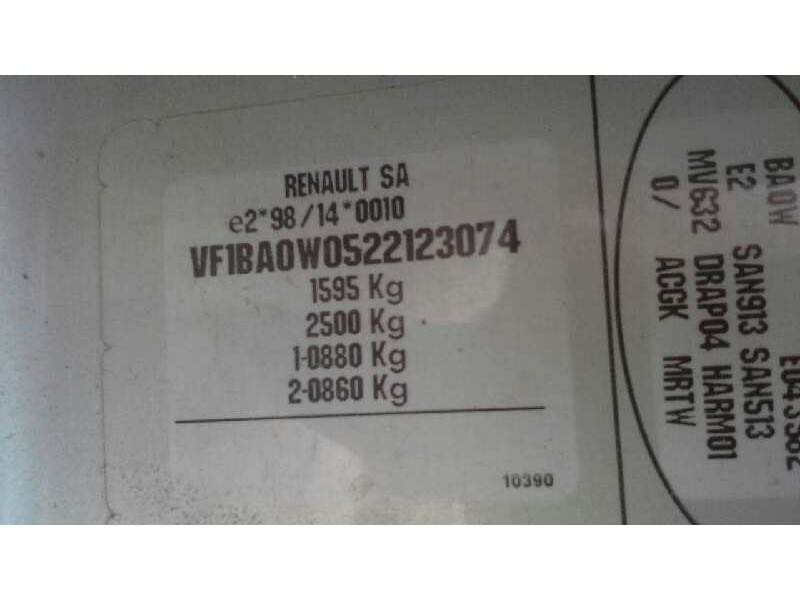 RENAULT SA
e2*98/14*0010
VF1BA0W0522123074
1595 Kg
2500 Kg
1-0880 Kg
2-0860 Kg
10390
BA0W
E2 SAN913 SAN513
MV632 DRAP04 HARM01
0/ ACGK MRTW